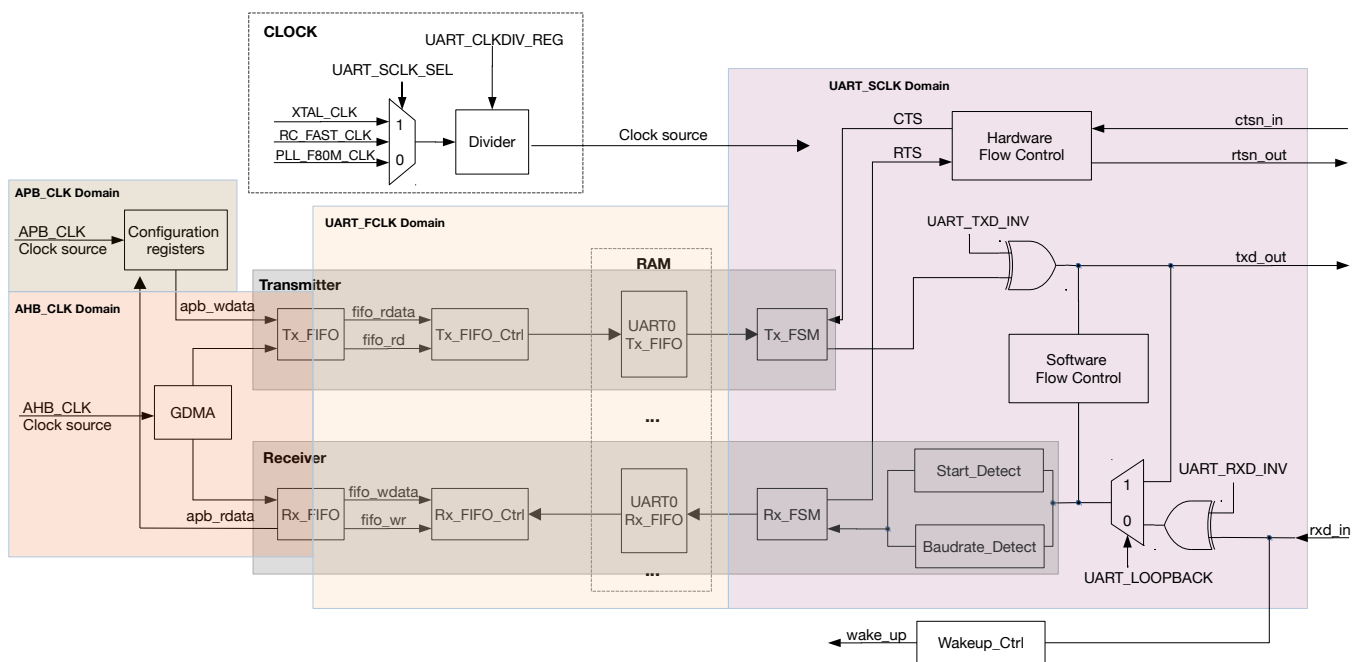 CLOCK
UART_CLKDIV_REG
UART_SCLK_SEL
XTAL_CLK
RC_FAST_CLK
PLL_F80M_CLK
1
0
Divider
Clock source
UART_SCLK Domain
CTS
RTS
Hardware
Flow Control
ctsn_in
rtsn_out
APB_CLK Domain
APB_CLK
Clock source
Configuration
registers
UART_FCLK Domain
UART_TXD_INV
txd_out
RAM
Transmitter
AHB_CLK Domain
apb_wdata
Tx_FIFO
fifo_rdata
fifo_rd
Tx_FIFO_Ctrl
UART0
Tx_FIFO
Tx_FSM
Software
Flow Control
AHB_CLK
Clock source
GDMA
...
Receiver
apb_rdata
Rx_FIFO
fifo_wdata
fifo_wr
Rx_FIFO_Ctrl
UART0
Rx_FIFO
Rx_FSM
Start_Detect
Baudrate_Detect
1
0
UART_RXD_INV
rxd_in
UART_LOOPBACK
...
wake_up
Wakeup_Ctrl